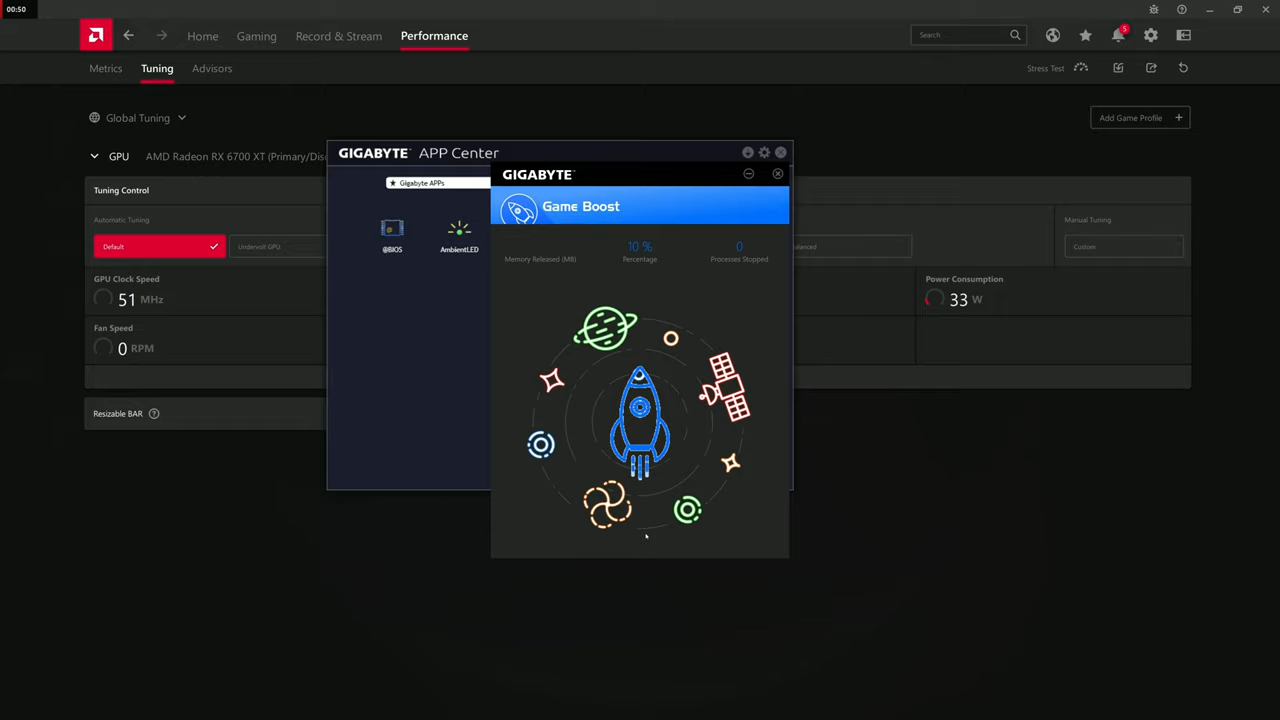 00:50
Home
Gaming
Record & Stream
Performance
Search
5
Metrics
Tuning
Advisors
Stress Test
Global Tuning
Add Game Profile
GPU
AMD Radeon RX 6700 XT (Primary/Dis
GIGABYTE APP Center
Gigabyte APPs
@BIOS
AmbientLED
GIGABYTE
Game Boost
10 %
0
Memory Released (MB)
Percentage
Processes Stopped
Tuning Control
Automatic Tuning
Manual Tuning
Default
Undervolt GPU
alanced
Custom
GPU Clock Speed
51 MHz
Power Consumption
33 W
Fan Speed
0 RPM
Resizable BAR